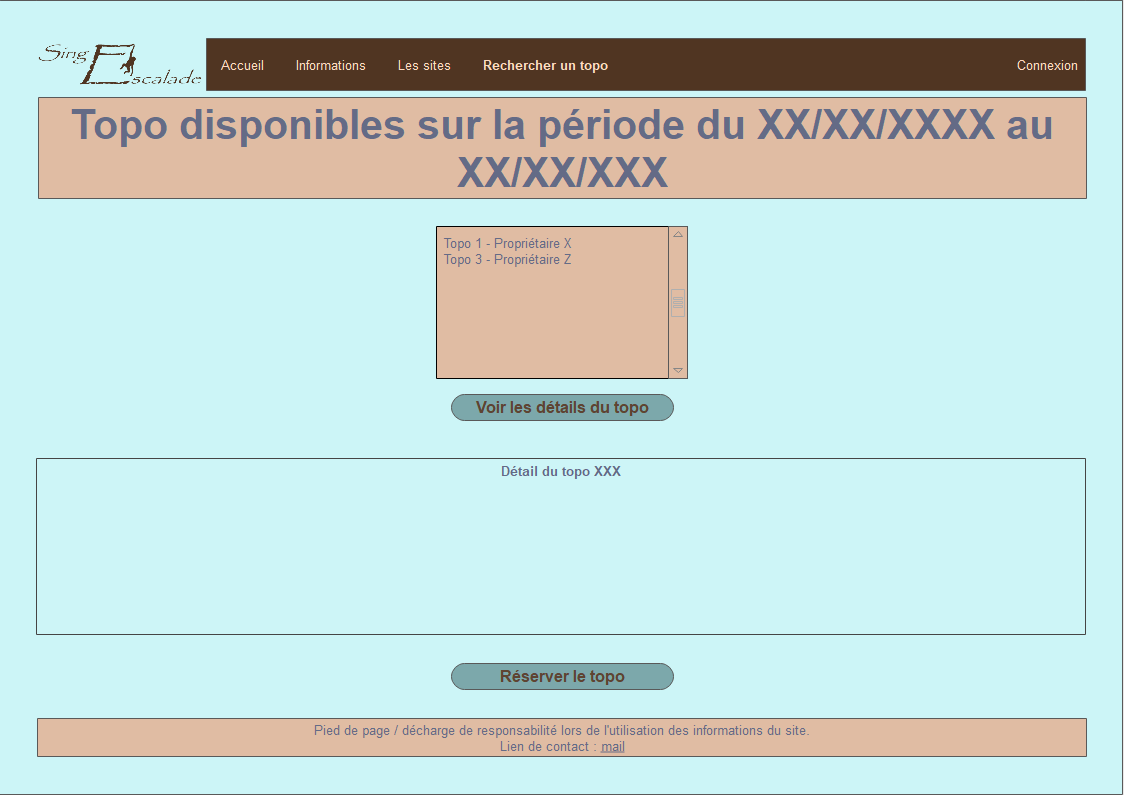 Sing Escalade
Accueil Informations Les sites Rechercher un topo Connexion
Topo disponibles sur la période du XX/XX/XXXX au
XX/XX/XXX
Topo 1 - Propriétaire X
Topo 3 - Propriétaire Z
Voir les détails du topo
Détail du topo XXX
Réserver le topo
Pied de page / décharge de responsabilité lors de l'utilisation des informations du site.
Lien de contact : mail